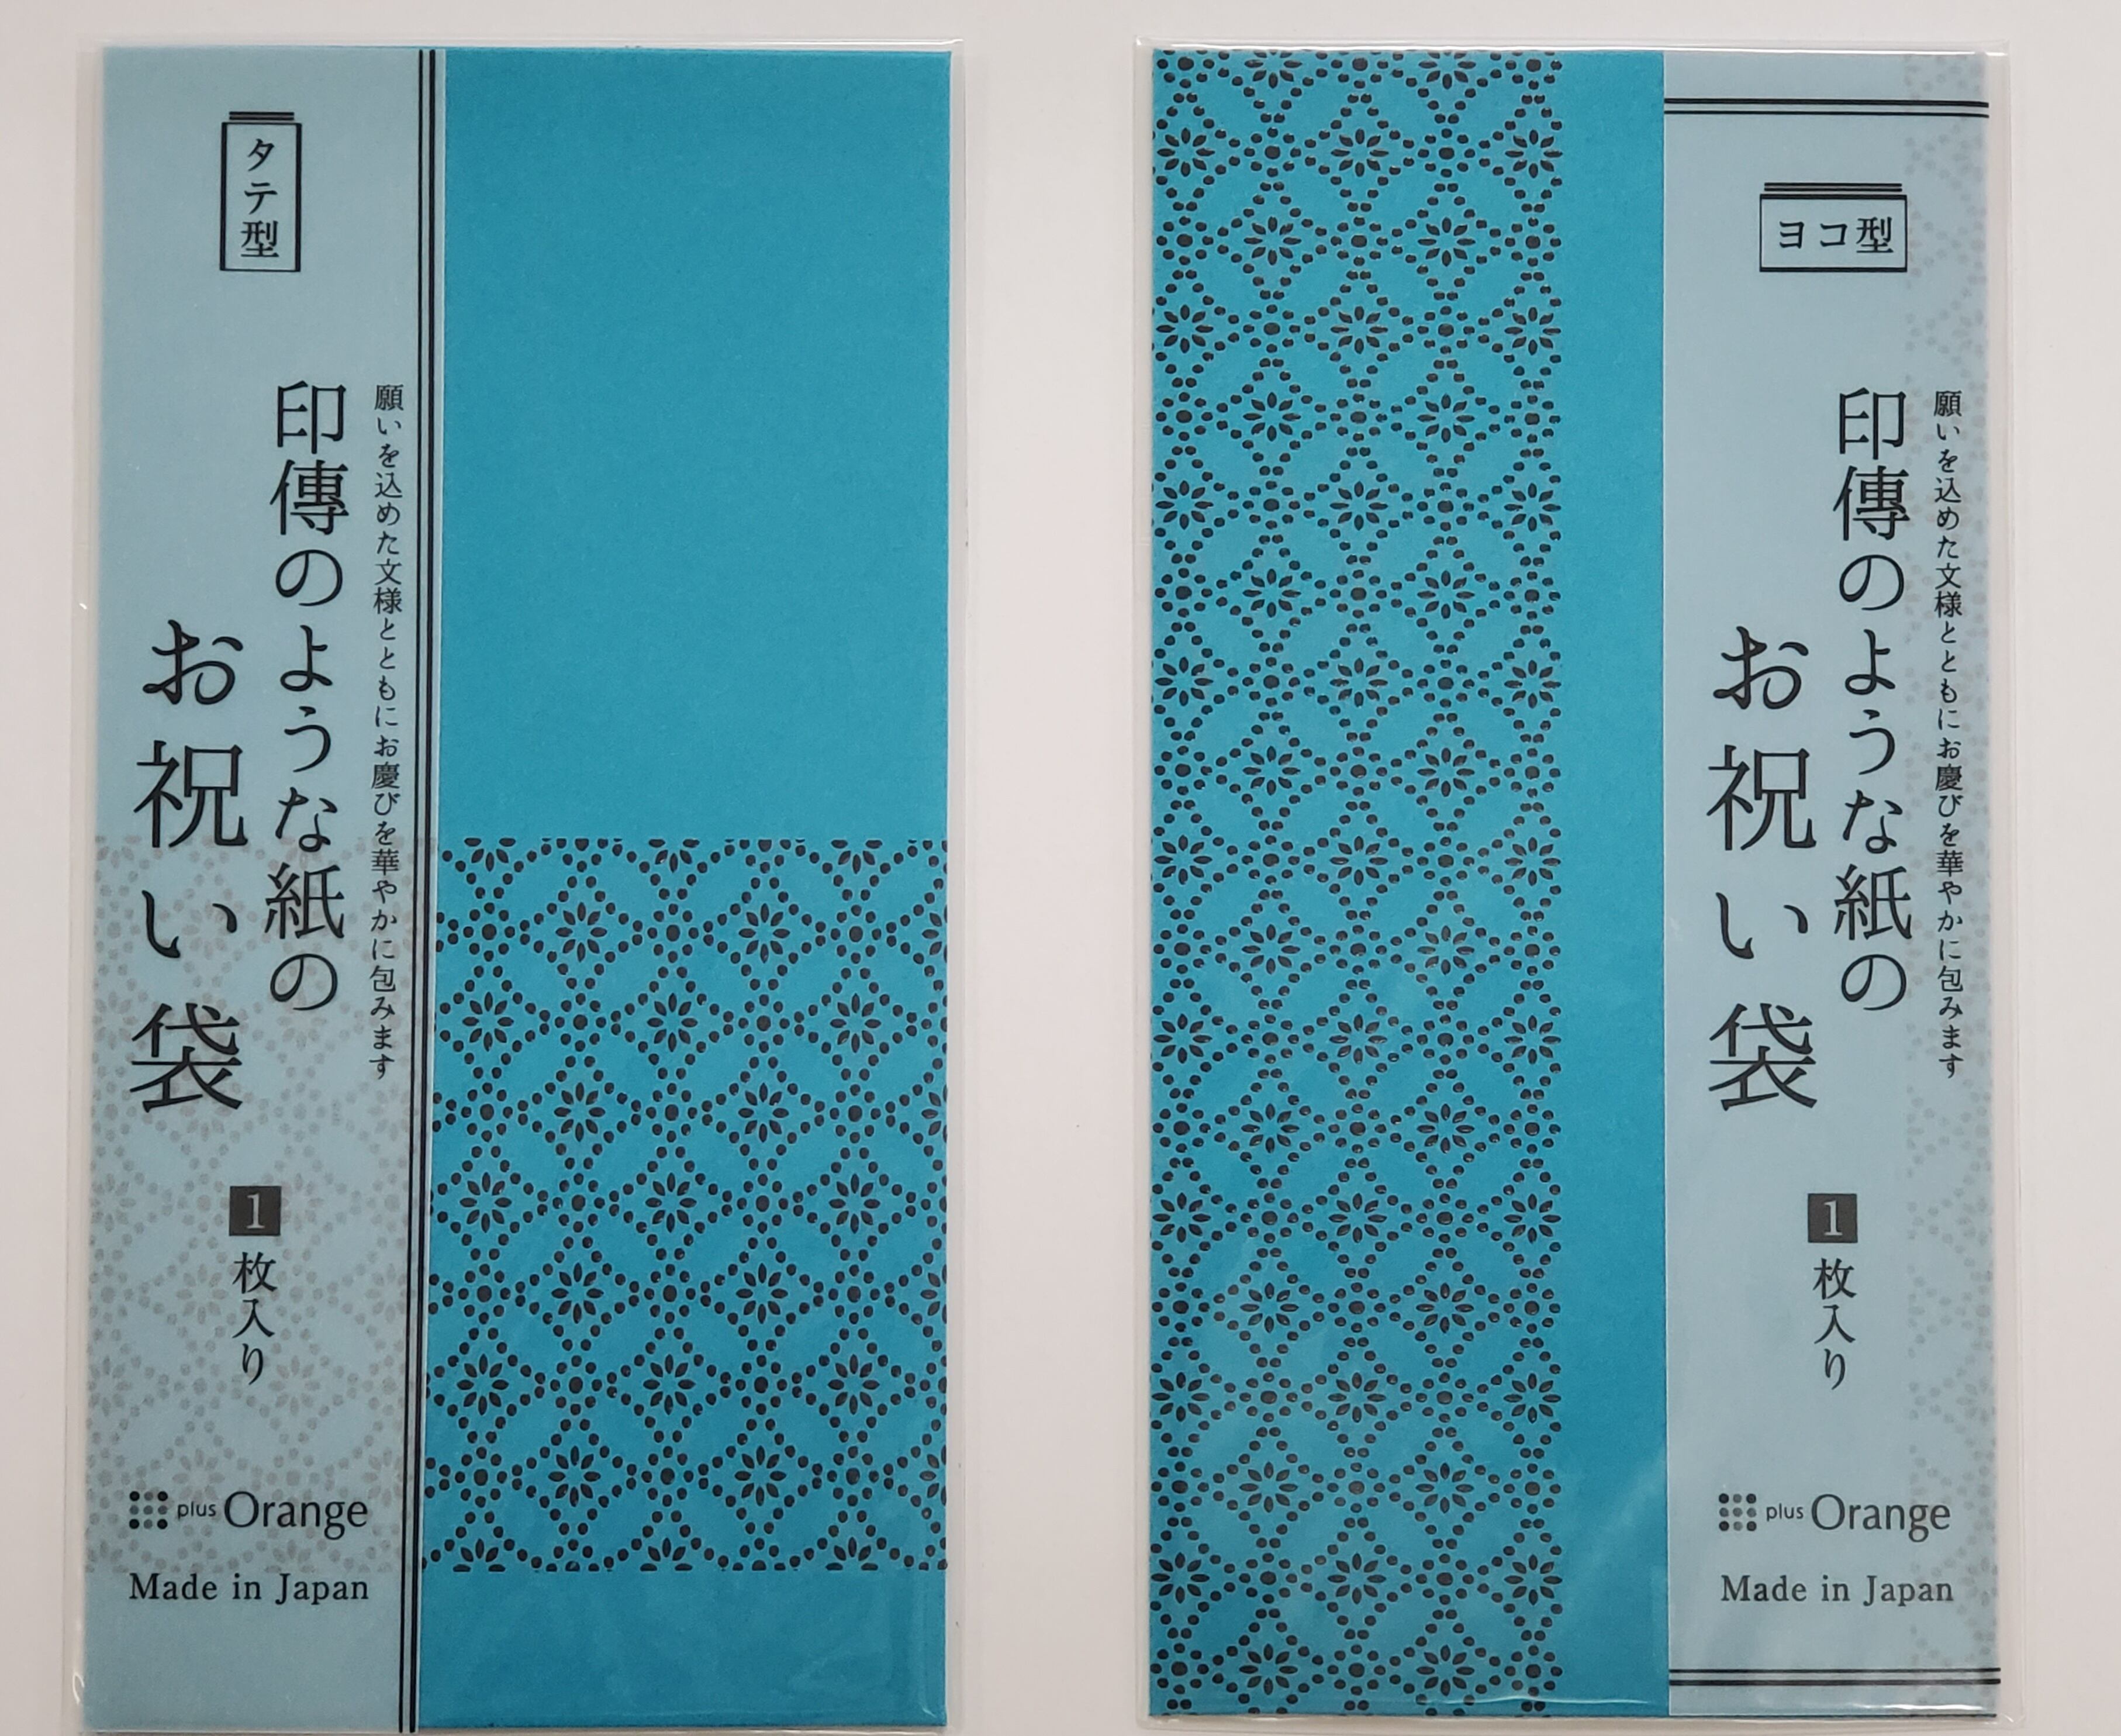 タテ型
願いを込めた文様とともにお慶びを華やかに包みます
印傳のような紙の
お祝い袋
1枚入り
plus Orange
Made in Japan
ヨコ型
願いを込めた文様とともにお慶びを華やかに包みます
印傳のような紙の
お祝い袋
1枚入り
plus Orange
Made in Japan